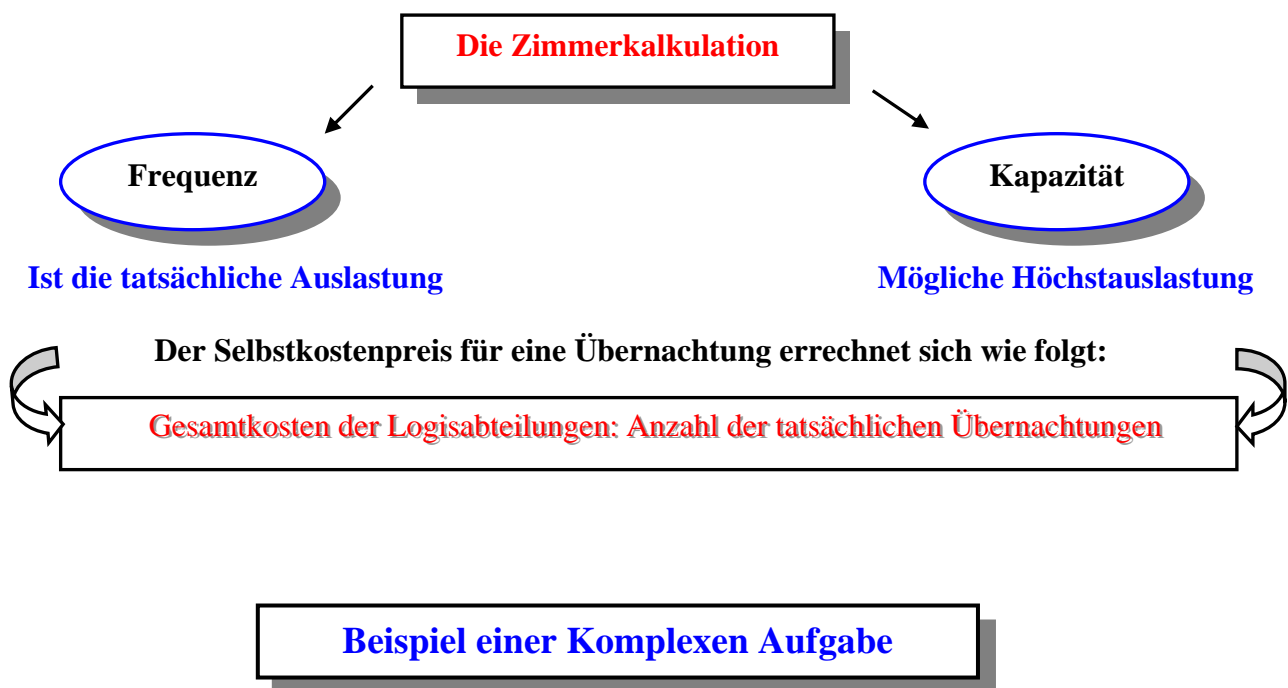 Die Zimmerkalkulation
Frequenz
Kapazität
Ist die tatsächliche Auslastung
Mögliche Höchstauslastung
Der Selbstkostenpreis für eine Übernachtung errechnet sich wie folgt:
Gesamtkosten der Logisabteilungen: Anzahl der tatsächlichen Übernachtungen
Beispiel einer Komplexen Aufgabe